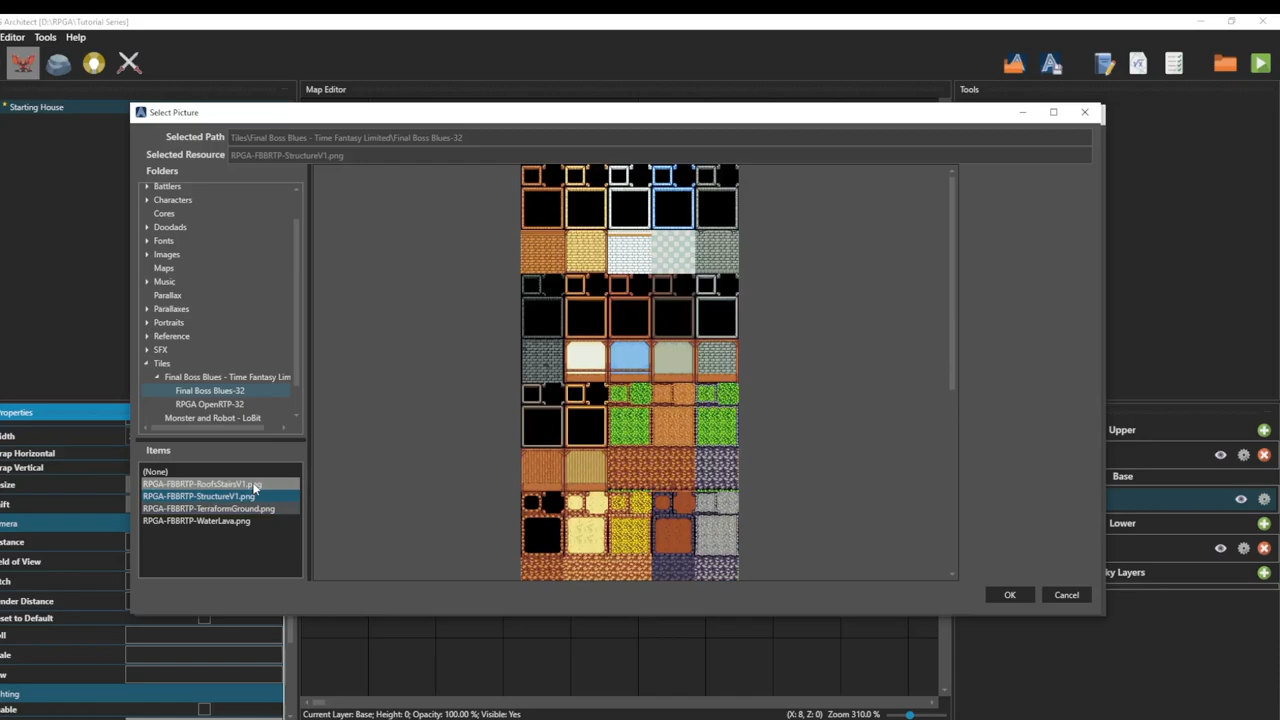 G Architect [D:\RPGA\Tutorial Series]
Editor Tools Help
Starting House
Map Editor
Tools
Select Picture
Selected Path Tiles\Final Boss Blues - Time Fantasy Limited\Final Boss Blues-32
Selected Resource RPGA-FBBRTP-StructureV1.png
Folders
Battlers
Characters
Cores
Doodads
Fonts
Images
Maps
Music
Parallax
Parallaxes
Portraits
Reference
SFX
Tiles
Final Boss Blues - Time Fantasy Lim
Final Boss Blues-32
RPGA OpenRTP-32
Monster and Robot - LoBit
Items
(None)
RPGA-FBBRTP-RoofsStairsV1.png
RPGA-FBBRTP-StructureV1.png
RPGA-FBBRTP-TerraformGround.png
RPGA-FBBRTP-WaterLava.png
OK Cancel
Properties
idth
rap Horizontal
rap Vertical
esize
ift
mera
stance
eld of View
tch
ender Distance
eset to Default
oll
ale
w
ghting
able
Upper
Base
Lower
ky Layers
Current Layer: Base; Height: 0; Opacity: 100.00 %; Visible: Yes
(X: 8, Z: 0) Zoom 310.0 %